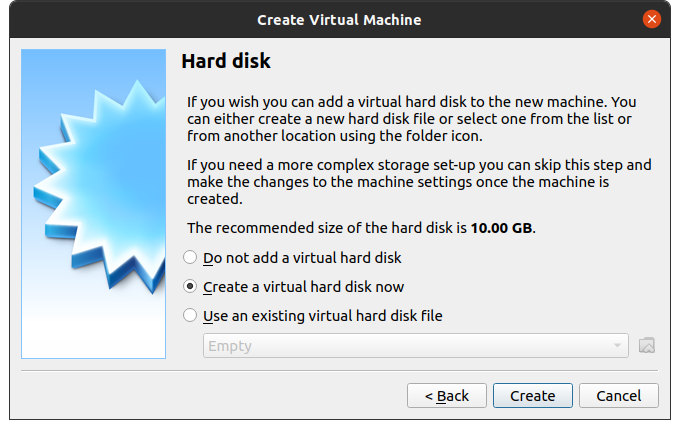 Create Virtual Machine
Hard disk
If you wish you can add a virtual hard disk to the new machine. You
can either create a new hard disk file or select one from the list or
from another location using the folder icon.
If you need a more complex storage set-up you can skip this step and
make the changes to the machine settings once the machine is
created.
The recommended size of the hard disk is 10.00 GB.
Do not add a virtual hard disk
Create a virtual hard disk now
Use an existing virtual hard disk file
Empty
< Back
Create
Cancel